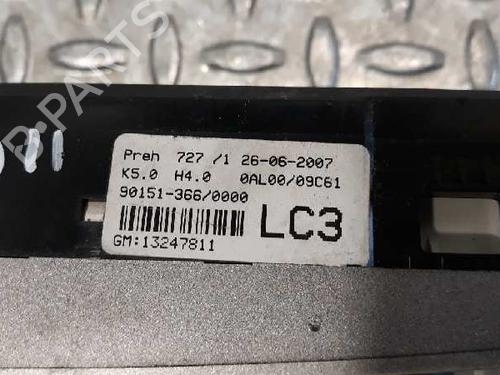 Preh 727 /1 26-06-2007
K5.0 H4.0 0AL00/09C61
90151-366/0000
LC3
GM:13247811
B-PARTS